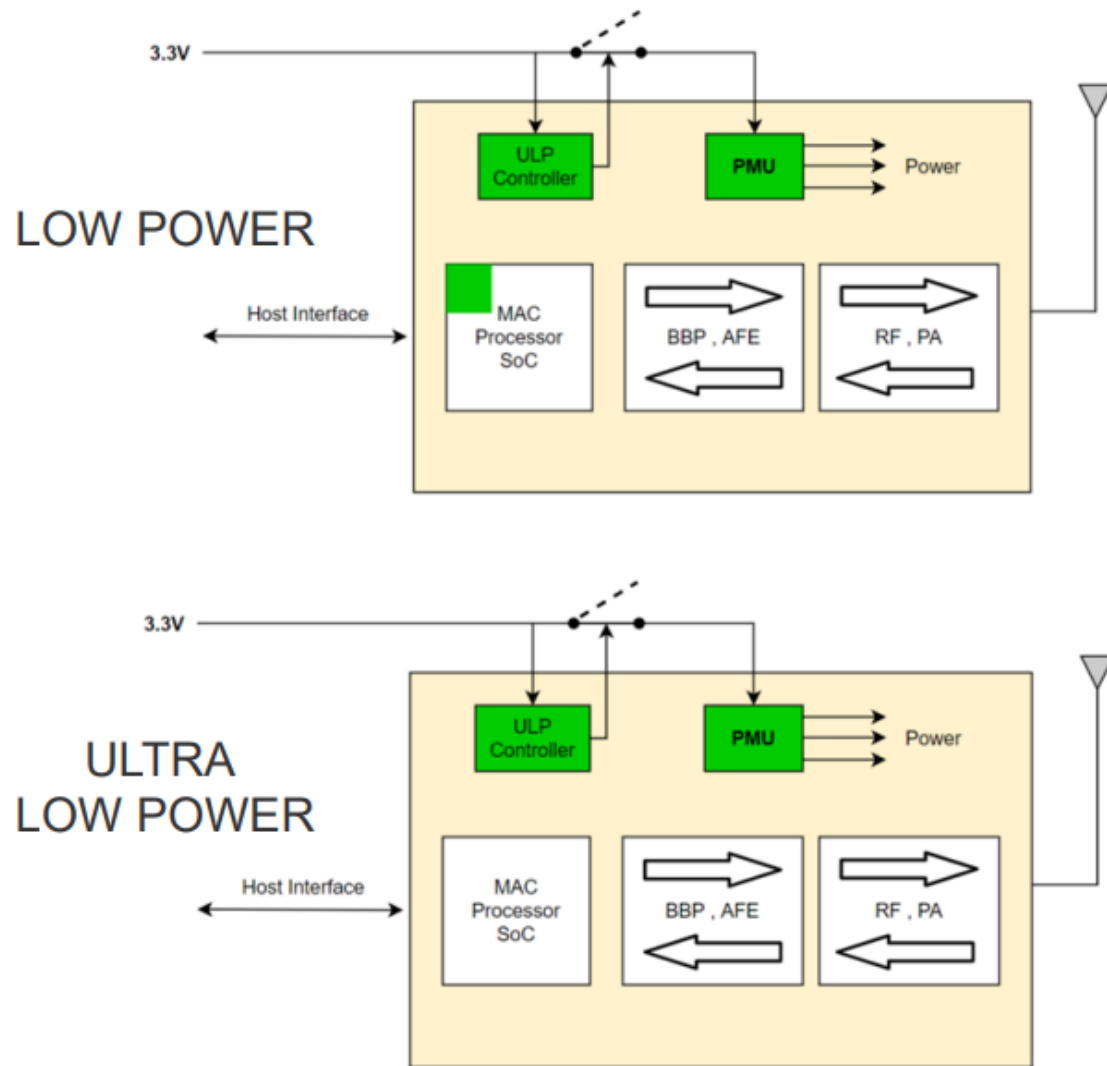 3.3V
ULP
Controller
PMU
Power
LOW POWER
Host Interface
MAC
Processor
SoC
BBP , AFE
RF , PA
3.3V
ULP
Controller
PMU
Power
ULTRA
LOW POWER
Host Interface
MAC
Processor
SoC
BBP , AFE
RF , PA